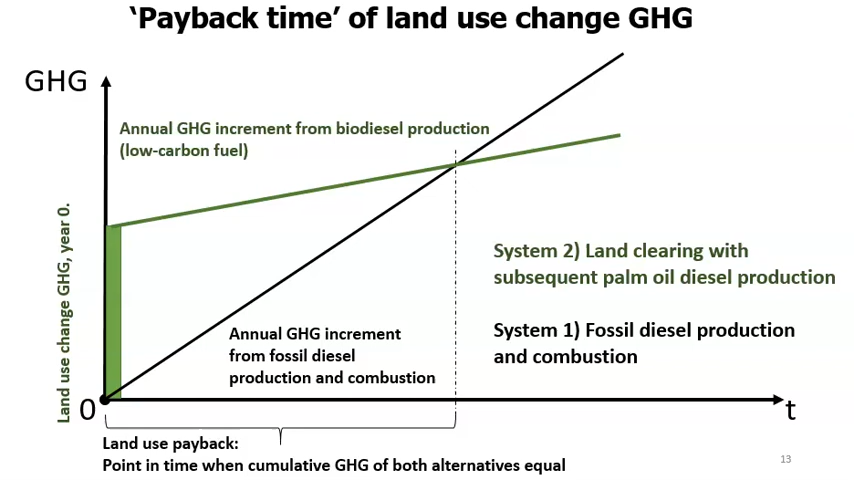 ‘Payback time’ of land use change GHG
GHG
Annual GHG increment from biodiesel production
(low-carbon fuel)
Land use change GHG, year 0.
System 2) Land clearing with
subsequent palm oil diesel production
System 1) Fossil diesel production
and combustion
Annual GHG increment
from fossil diesel
production and combustion
0
t
Land use payback:
Point in time when cumulative GHG of both alternatives equal
13